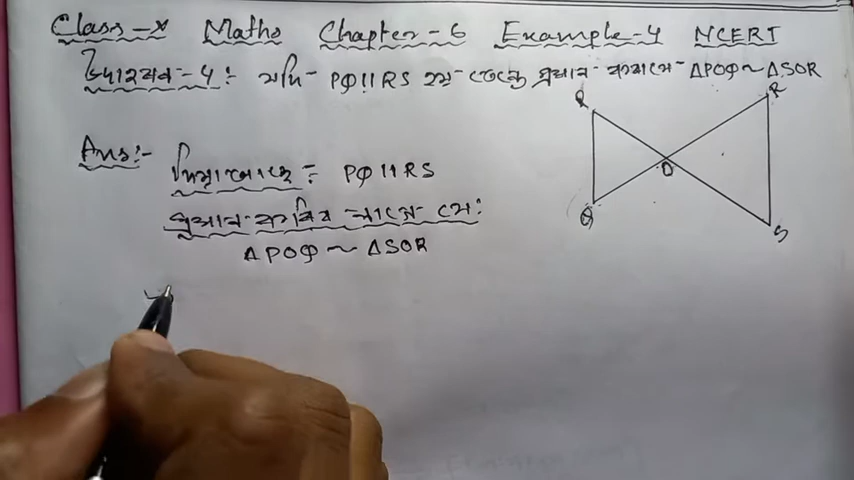 Class-X Maths Chapter-6 Example-4 NCERT
উদাহৰণ-4: যদি- PQ || RS হয়- তেন্তে প্ৰমাণ- কৰাযে- ΔPOQ ~ ΔSOR
P
R
O
Q
S
Ans:- দিয়া আছে: PQ || RS
প্ৰমাণ- কৰিব লাগে- যে:
ΔPOQ ~ ΔSOR